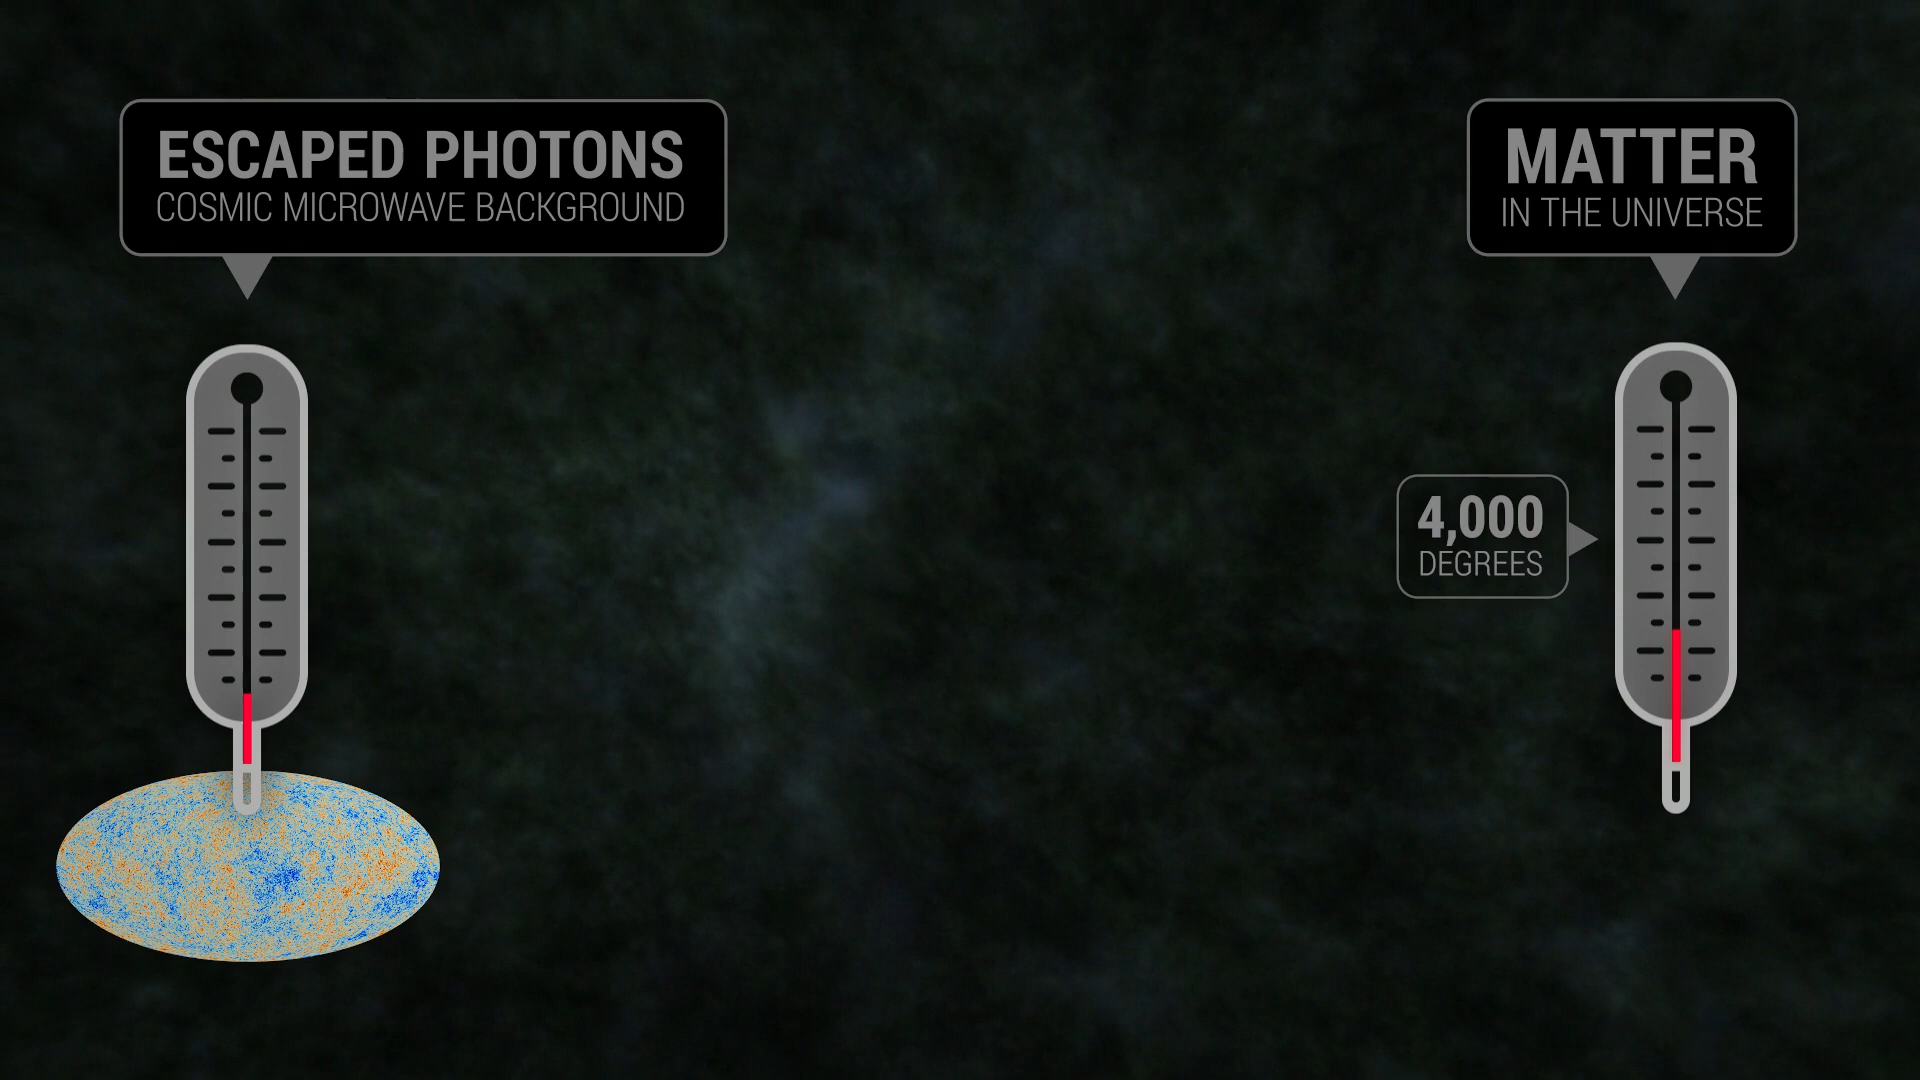 ESCAPED PHOTONS
COSMIC MICROWAVE BACKGROUND
MATTER
IN THE UNIVERSE
4,000
DEGREES